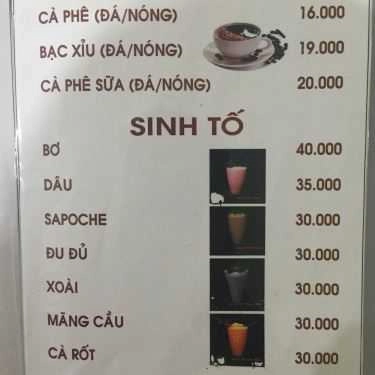 CÀ PHÊ (ĐÁ/NÓNG) 16.000
BẠC XỈU (ĐÁ/NÓNG) 19.000
CÀ PHÊ SỮA (ĐÁ/NÓNG) 20.000
SINH TỐ
BƠ 40.000
DÂU 35.000
SAPOCHE 30.000
ĐU ĐỦ 30.000
XOÀI 30.000
MÃNG CẦU 30.000
CÀ RỐT 30.000